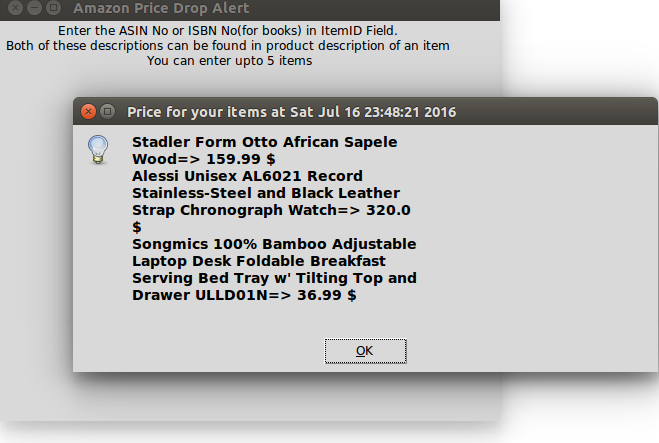 Amazon Price Drop Alert
Enter the ASIN No or ISBN No(for books) in ItemID Field.
Both of these descriptions can be found in product description of an item
You can enter upto 5 items
Price for your items at Sat Jul 16 23:48:21 2016
Stadler Form Otto African Sapele
Wood=> 159.99 $
Alessi Unisex AL6021 Record
Stainless-Steel and Black Leather
Strap Chronograph Watch=> 320.0
$
Songmics 100% Bamboo Adjustable
Laptop Desk Foldable Breakfast
Serving Bed Tray w' Tilting Top and
Drawer ULLD01N=> 36.99 $
OK